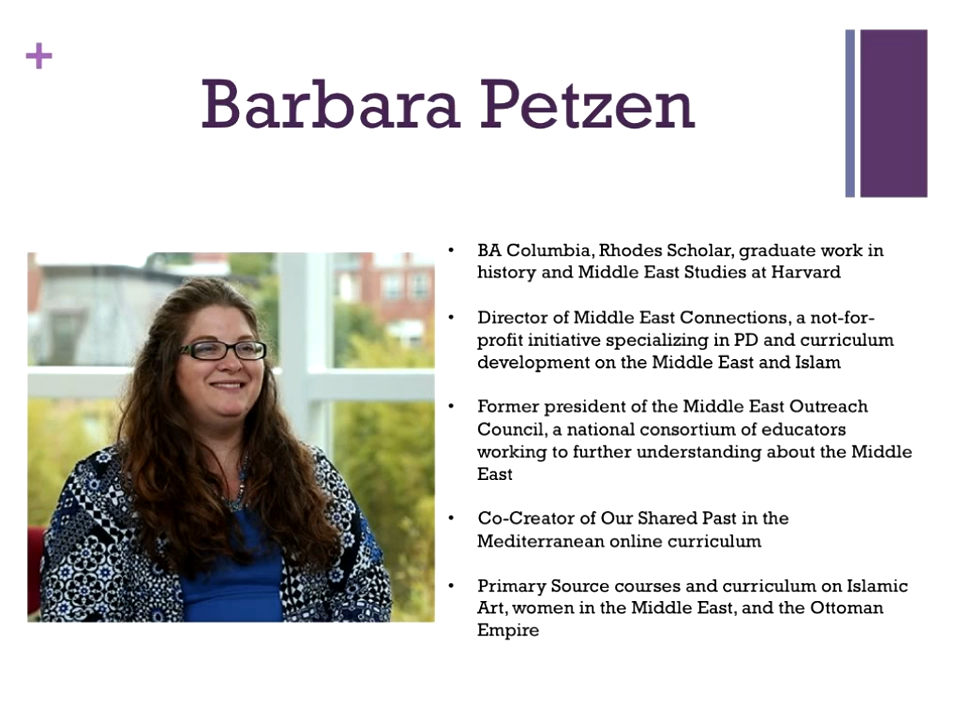 +
Barbara Petzen
• BA Columbia, Rhodes Scholar, graduate work in
history and Middle East Studies at Harvard
• Director of Middle East Connections, a not-for-
profit initiative specializing in PD and curriculum
development on the Middle East and Islam
• Former president of the Middle East Outreach
Council, a national consortium of educators
working to further understanding about the Middle
East
• Co-Creator of Our Shared Past in the
Mediterranean online curriculum
• Primary Source courses and curriculum on Islamic
Art, women in the Middle East, and the Ottoman
Empire